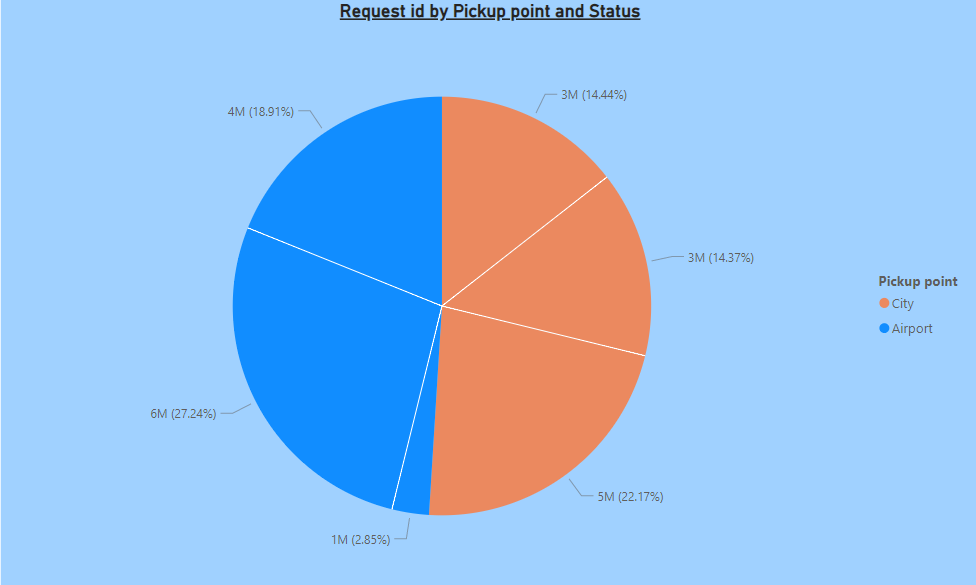 Request id by Pickup point and Status
3M (14.44%)
4M (18.91%)
3M (14.37%)
Pickup point
City
Airport
6M (27.24%)
5M (22.17%)
1M (2.85%)